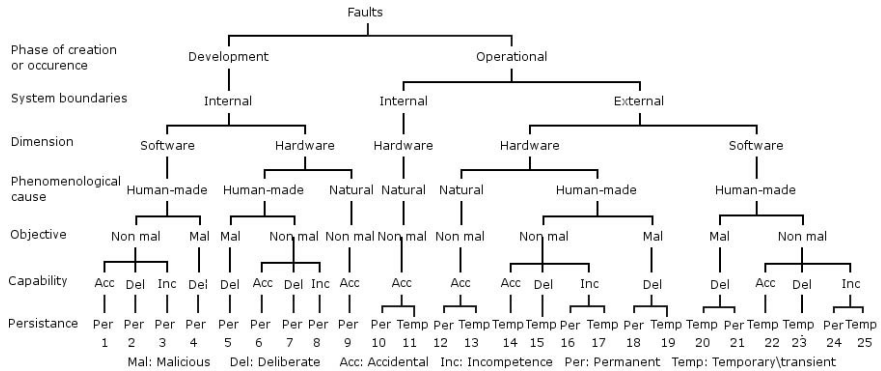 Faults
Phase of creation
or occurence
Development Operational
System boundaries Internal Internal External
Dimension Software Hardware Hardware Hardware Software
Phenomenological
cause
Human-made Human-made Natural Natural Natural Human-made Human-made
Objective Non mal Mal Mal Non mal Non mal Non mal Non mal Non mal Mal Mal Non mal
Capability Acc Del Inc Del Del Acc Del Inc Acc Acc Acc Acc Del Inc Del Del Acc Del Inc
Persistance Per Per Per Per Per Per Per Per Per Per Temp Per Temp Temp Temp Per Temp Per Temp Temp Per Temp Temp Per Temp
1 2 3 4 5 6 7 8 9 10 11 12 13 14 15 16 17 18 19 20 21 22 23 24 25
Mal: Malicious Del: Deliberate Acc: Accidental Inc: Incompetence Per: Permanent Temp: Temporary\transient